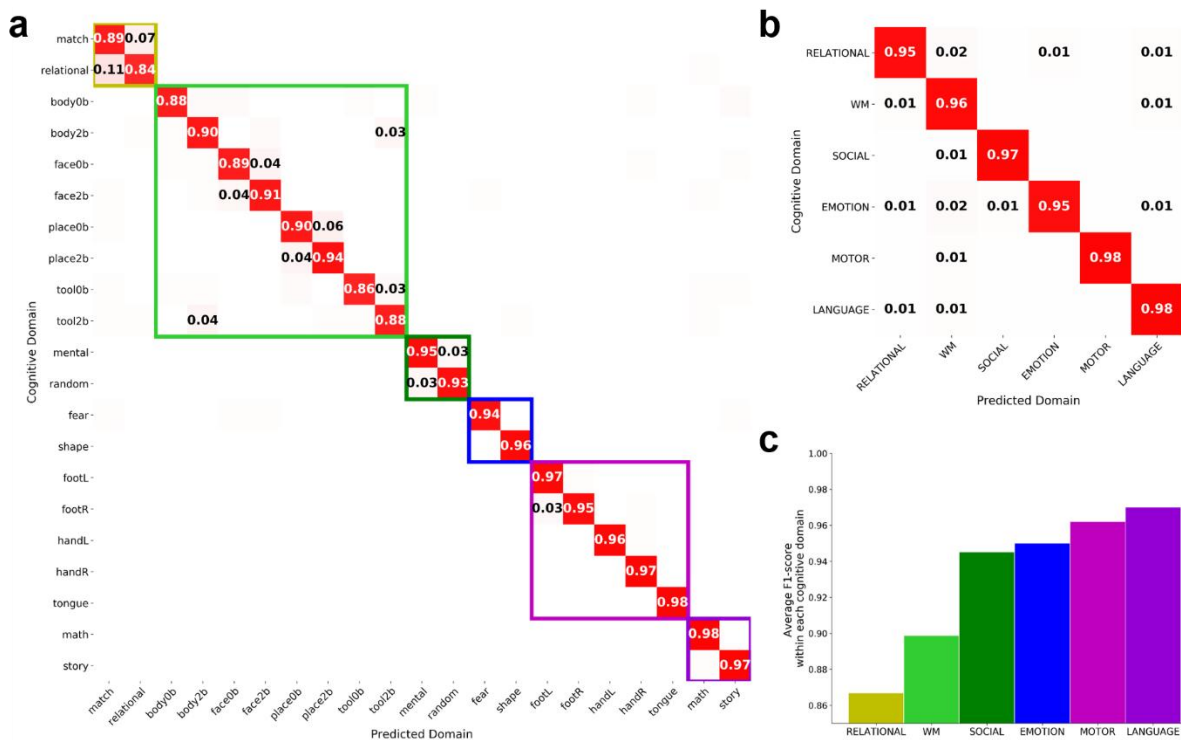 a
match 0.89 0.07
relational 0.11 0.84
body0b 0.88
body2b 0.90 0.03
face0b 0.89 0.04
face2b 0.04 0.91
place0b 0.90 0.06
place2b 0.04 0.94
tool0b 0.86 0.03
tool2b 0.04 0.88
mental 0.95 0.03
random 0.03 0.93
fear 0.94
shape 0.96
footL 0.97
footR 0.03 0.95
handL 0.96
handR 0.97
tongue 0.98
math 0.98
story 0.97
Cognitive Domain
match relational body0b body2b face0b face2b place0b place2b tool0b tool2b mental random fear shape footL footR handL handR tongue math story
Predicted Domain
b
RELATIONAL 0.95 0.02 0.01 0.01
WM 0.01 0.96 0.01
SOCIAL 0.01 0.97
EMOTION 0.01 0.02 0.01 0.95 0.01
MOTOR 0.01 0.98
LANGUAGE 0.01 0.01 0.98
Cognitive Domain
RELATIONAL WM SOCIAL EMOTION MOTOR LANGUAGE
Predicted Domain
c
1.00
0.98
0.96
0.94
0.92
0.90
0.88
0.86
Average F1-score
within each cognitive domain
RELATIONAL WM SOCIAL EMOTION MOTOR LANGUAGE